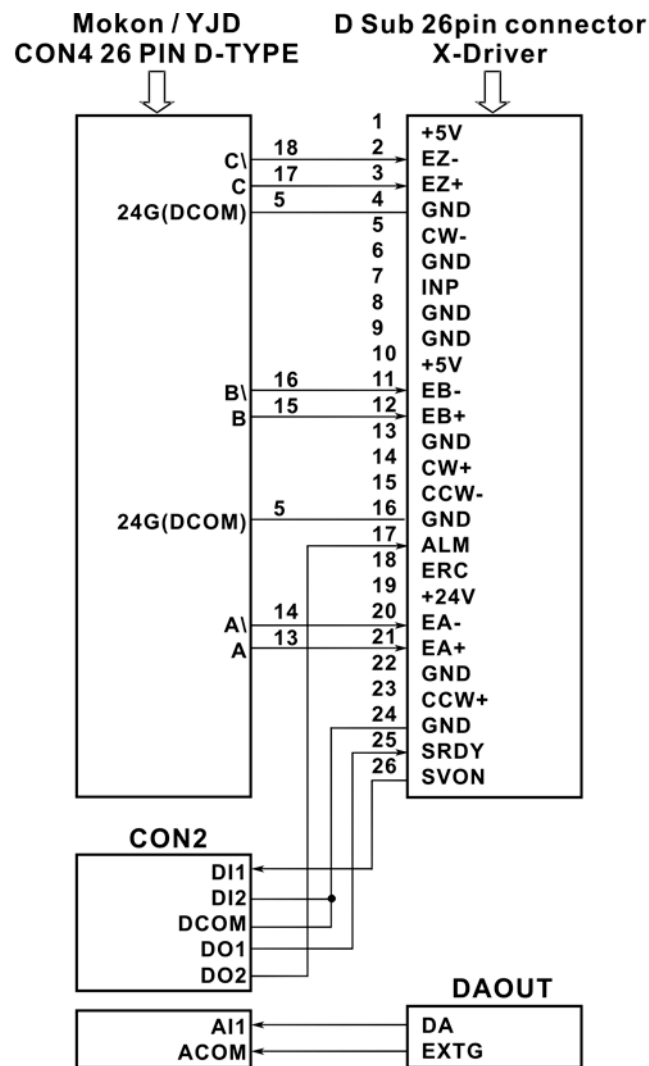 Mokon / YJD
CON4 26 PIN D-TYPE
D Sub 26pin connector
X-Driver
C\ 18
C 17
24G(DCOM) 5
B\ 16
B 15
24G(DCOM) 5
A\ 14
A 13
1 +5V
2 EZ-
3 EZ+
4 GND
5 CW-
6 GND
7 INP
8 GND
9 GND
10 +5V
11 EB-
12 EB+
13 GND
14 CW+
15 CCW-
16 GND
17 ALM
18 ERC
19 +24V
20 EA-
21 EA+
22 GND
23 CCW+
24 GND
25 SRDY
26 SVON
CON2
DI1
DI2
DCOM
DO1
DO2
AI1
ACOM
DAOUT
DA
EXTG